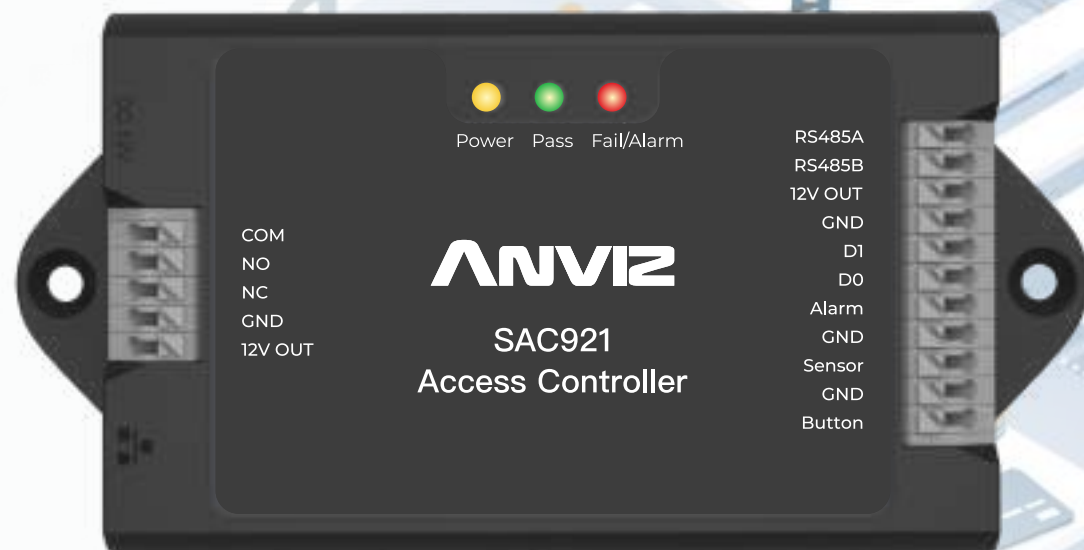 Power Pass Fail/Alarm
COM
NO
NC
GND
12V OUT
ANVIZ
SAC921
Access Controller
RS485A
RS485B
12V OUT
GND
D1
D0
Alarm
GND
Sensor
GND
Button